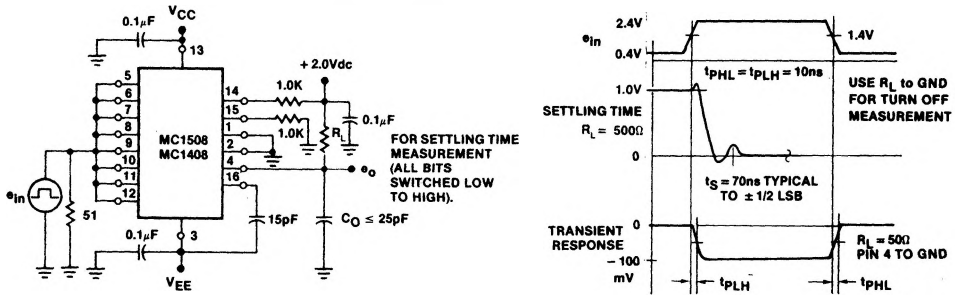 VCC
0.1μF
13
+ 2.0Vdc
5
6
7
8
9
10
11
12
MC1508
MC1408
14
15
1
2
4
16
1.0K
1.0K
RL
0.1μF
eo
ein
51
15pF
CO ≤ 25pF
0.1μF
3
VEE
FOR SETTLING TIME
MEASUREMENT
(ALL BITS
SWITCHED LOW
TO HIGH).
2.4V
ein
0.4V
1.4V
tPHL = tPLH = 10ns
USE RL to GND
FOR TURN OFF
MEASUREMENT
1.0V
SETTLING TIME
RL = 500Ω
0
tS = 70ns TYPICAL
TO ± 1/2 LSB
0
TRANSIENT
RESPONSE
- 100
mV
RL = 50Ω
PIN 4 TO GND
tPLH
tPHL